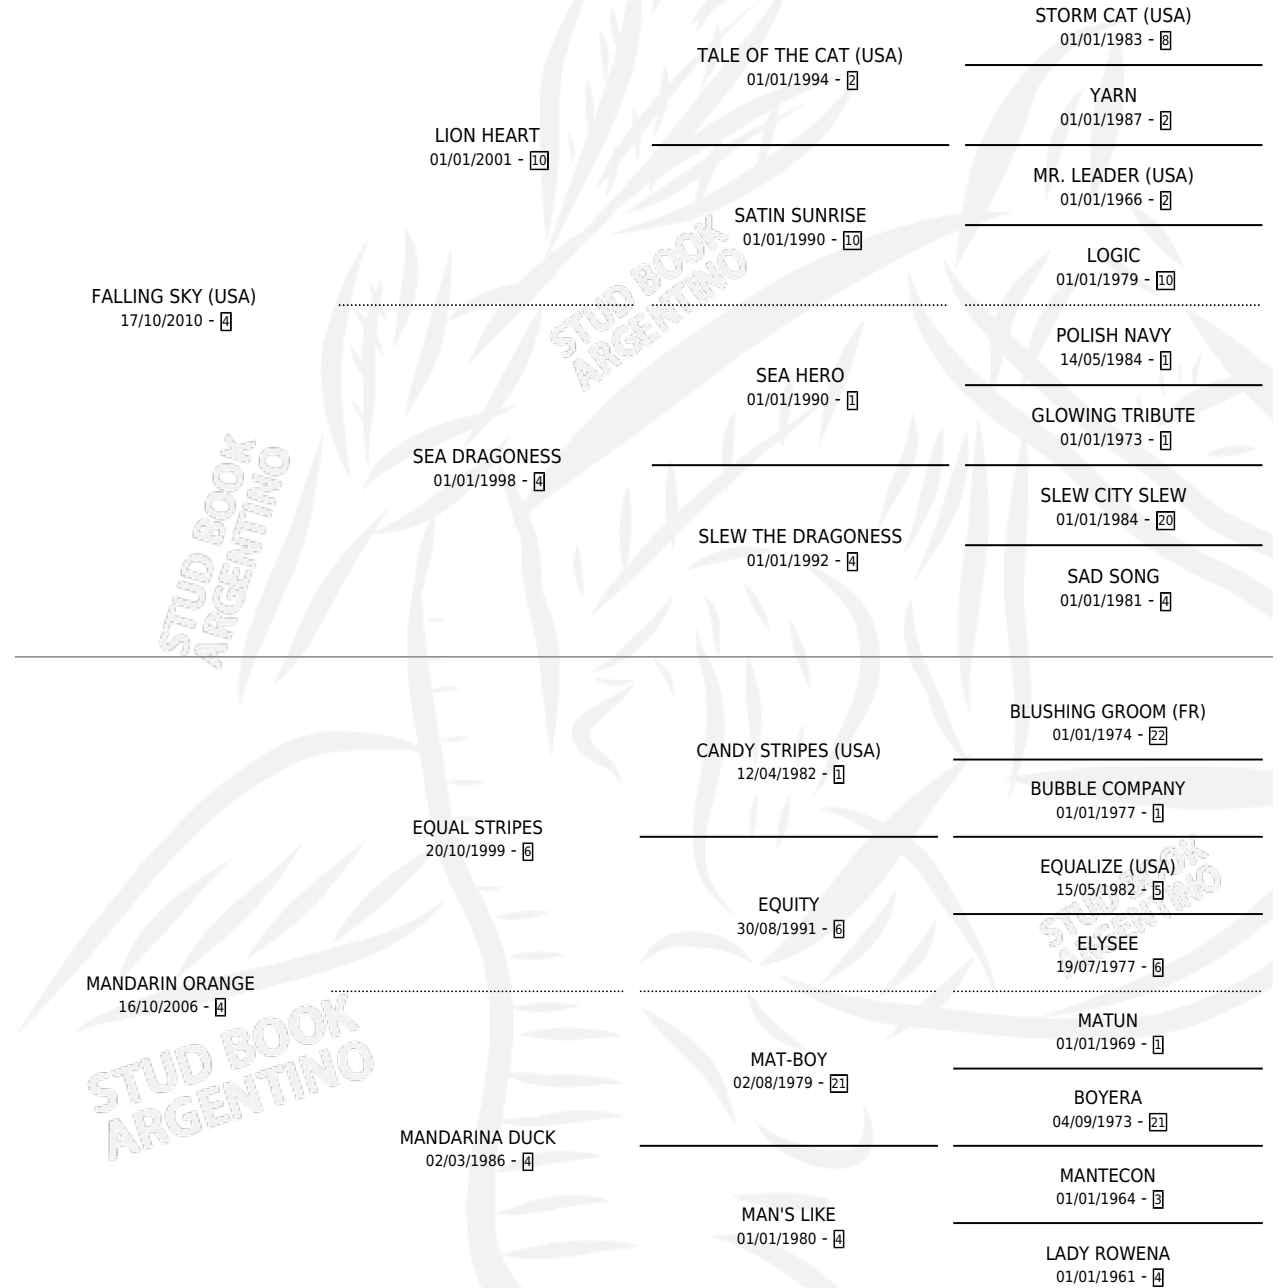 STORM CAT (USA)
01/01/1983 - 8
TALE OF THE CAT (USA)
01/01/1994 - 2
YARN
01/01/1987 - 2
LION HEART
01/01/2001 - 10
MR. LEADER (USA)
01/01/1966 - 2
SATIN SUNRISE
01/01/1990 - 10
LOGIC
01/01/1979 - 10
FALLING SKY (USA)
17/10/2010 - 4
STUD BOOK
ARGENTINO
POLISH NAVY
14/05/1984 - 1
SEA HERO
01/01/1990 - 1
GLOWING TRIBUTE
01/01/1973 - 1
SEA DRAGONESS
01/01/1998 - 4
SLEW CITY SLEW
01/01/1984 - 20
SLEW THE DRAGONESS
01/01/1992 - 4
SAD SONG
01/01/1981 - 4
STUD BOOK
ARGENTINO
BLUSHING GROOM (FR)
01/01/1974 - 22
CANDY STRIPES (USA)
12/04/1982 - 1
BUBBLE COMPANY
01/01/1977 - 1
EQUAL STRIPES
20/10/1999 - 6
EQUALIZE (USA)
15/05/1982 - 5
EQUITY
30/08/1991 - 6
STUD BOOK
ARGENTINO
ELYSEE
19/07/1977 - 6
MANDARIN ORANGE
16/10/2006 - 4
MATUN
01/01/1969 - 1
MAT-BOY
02/08/1979 - 21
STUD BOOK
ARGENTINO
BOYERA
04/09/1973 - 21
MANDARINA DUCK
02/03/1986 - 4
MANTECON
01/01/1964 - 3
MAN'S LIKE
01/01/1980 - 4
LADY ROWENA
01/01/1961 - 4